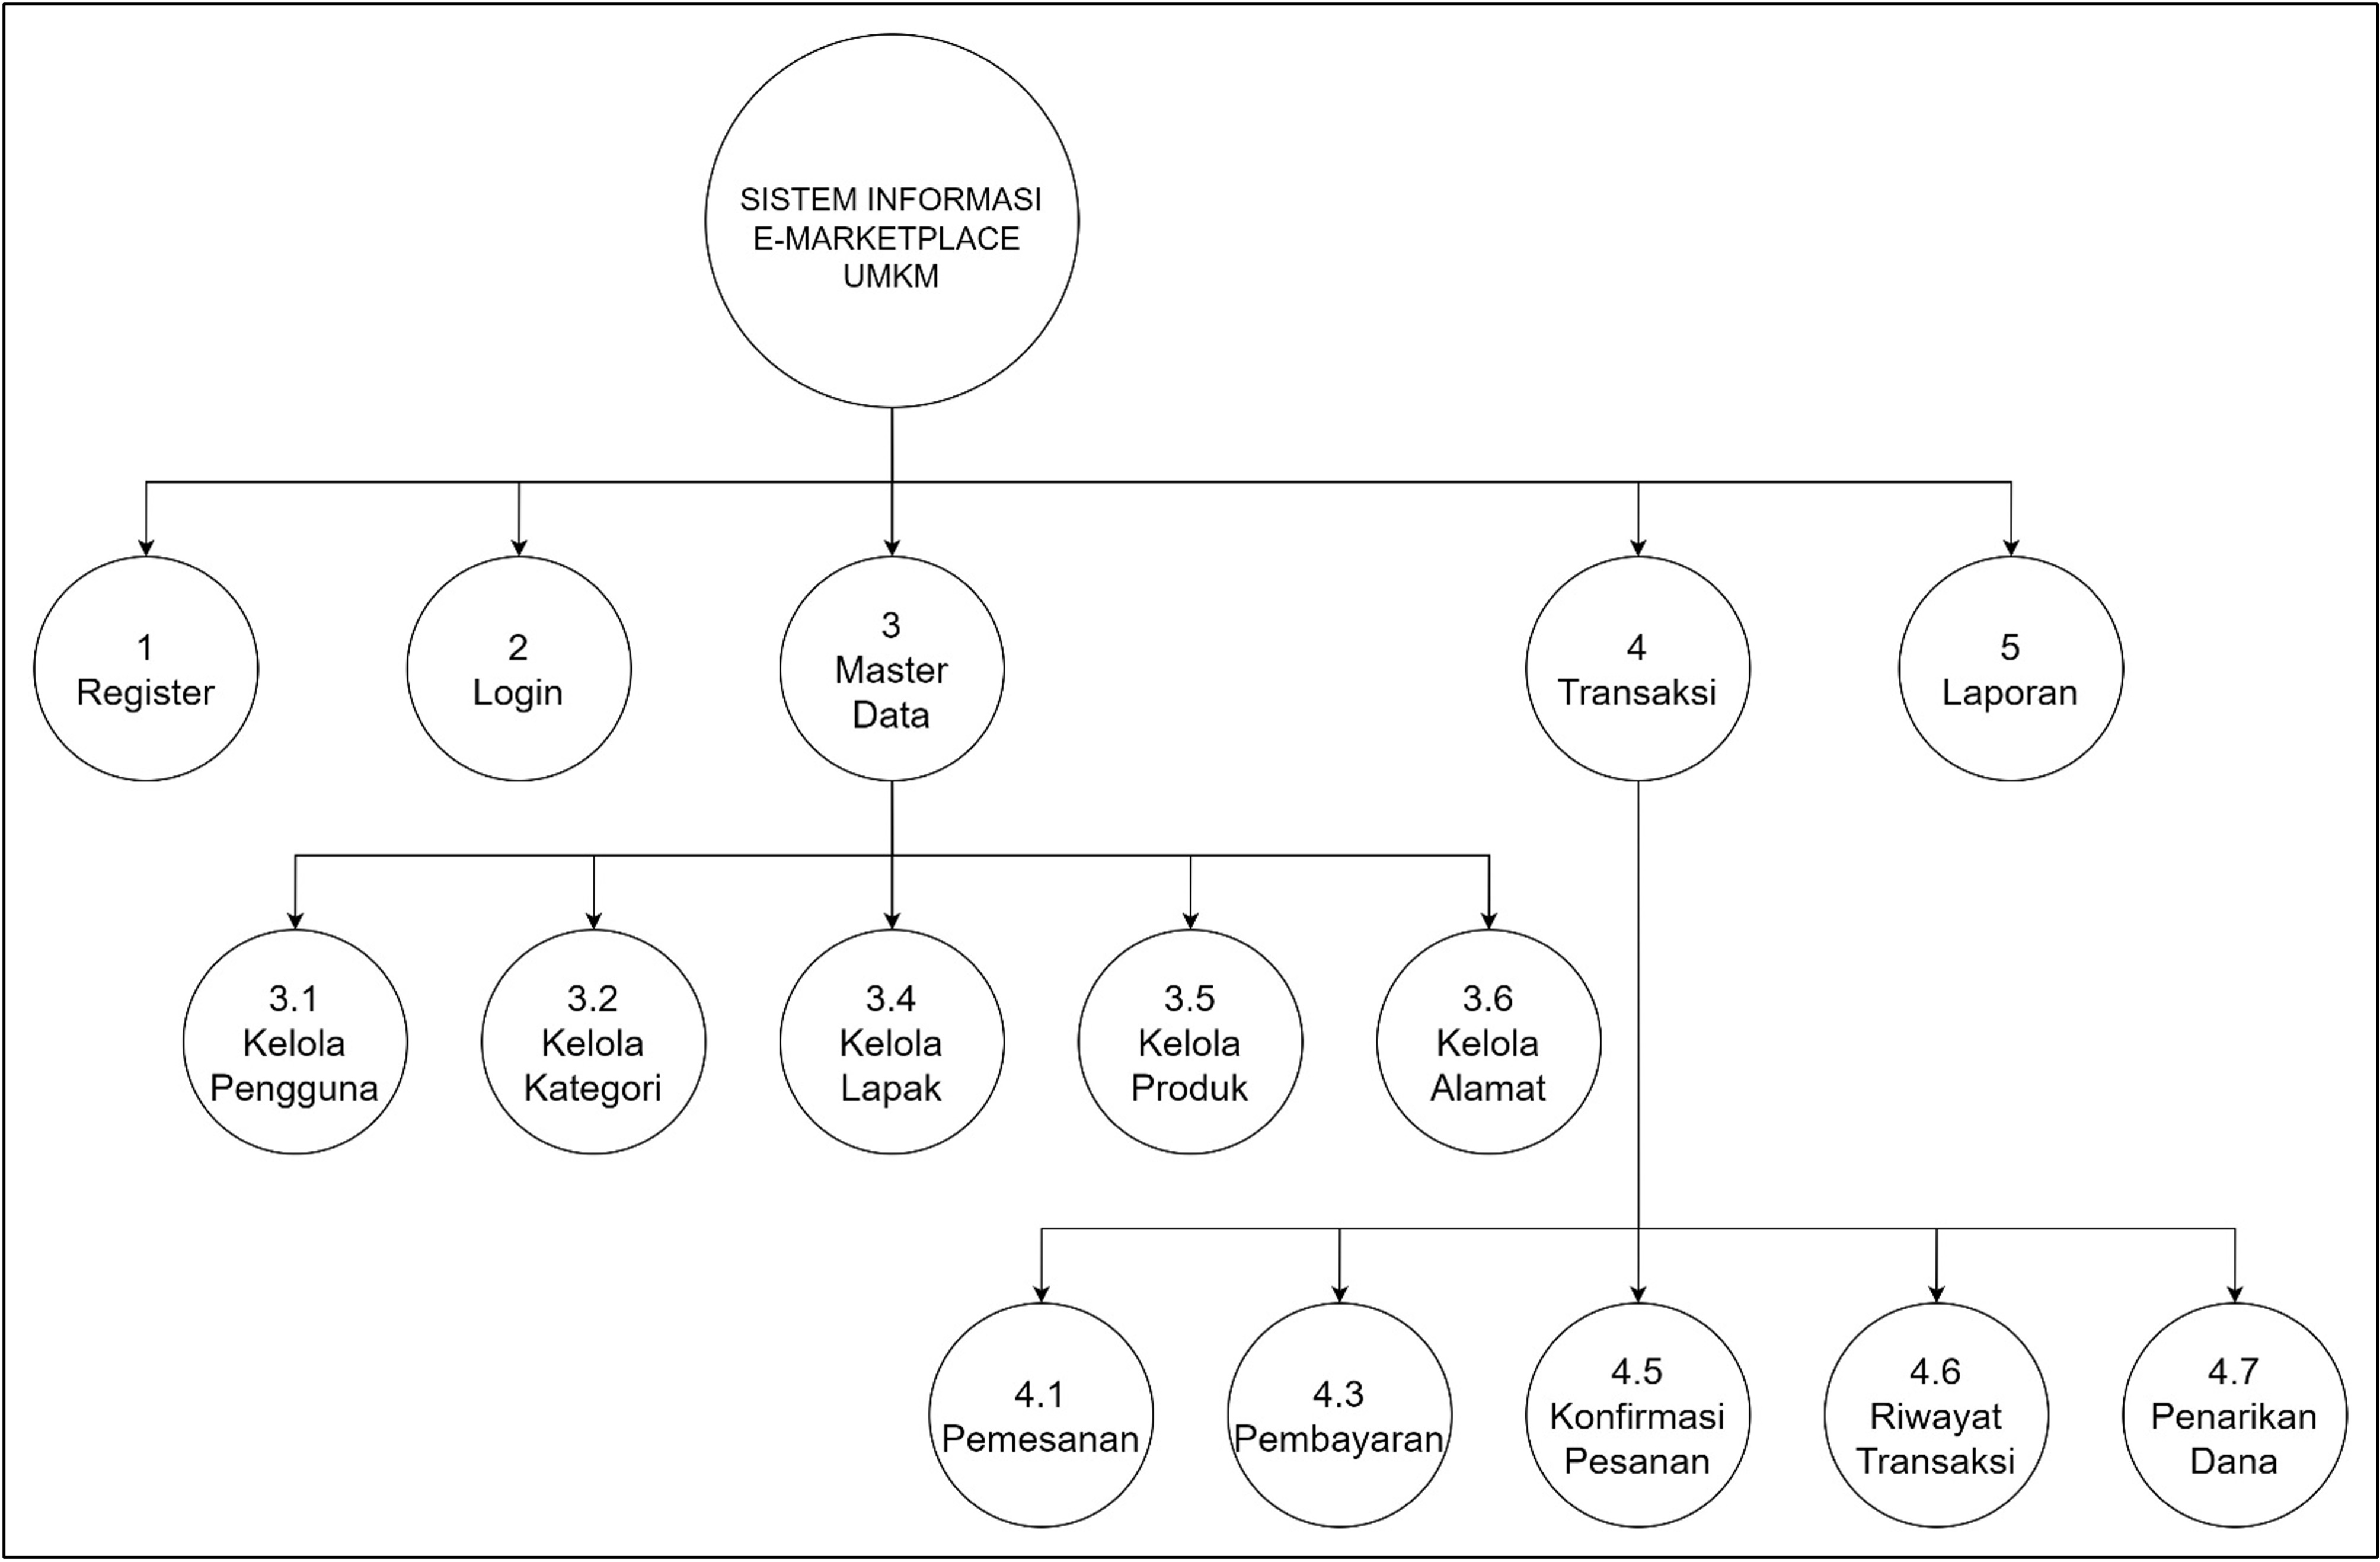 SISTEM INFORMASI
E-MARKETPLACE
UMKM
1
Register
2
Login
3
Master
Data
4
Transaksi
5
Laporan
3.1
Kelola
Pengguna
3.2
Kelola
Kategori
3.4
Kelola
Lapak
3.5
Kelola
Produk
3.6
Kelola
Alamat
4.1
Pemesanan
4.3
Pembayaran
4.5
Konfirmasi
Pesanan
4.6
Riwayat
Transaksi
4.7
Penarikan
Dana